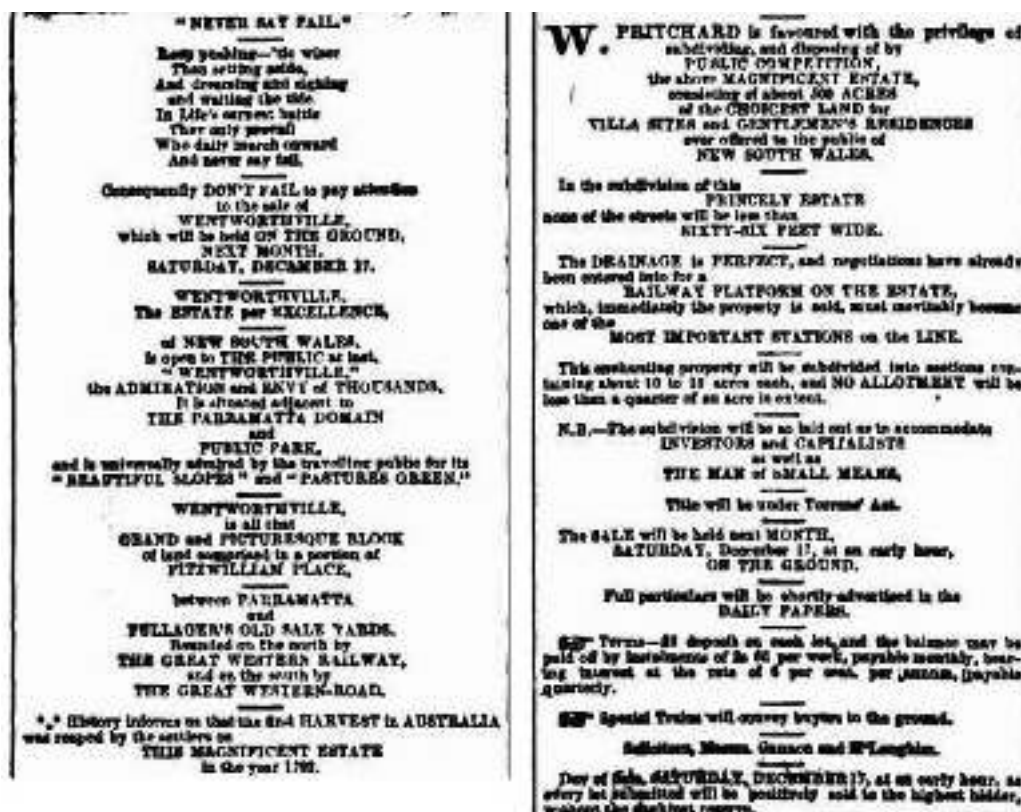 "NEVER SAY FAIL."
Keep pushing—'tis wiser
Than sitting aside,
And dreaming and sighing
and waiting the tide.
In Life's earnest battle
They only prevail
Who daily march onward
And never say fail.
Consequently DON'T FAIL to pay attention
to the sale of
WENTWORTHVILLE,
which will be held ON THE GROUND,
NEXT MONTH,
SATURDAY, DECEMBER 17.
WENTWORTHVILLE,
The ESTATE par EXCELLENCE,
of NEW SOUTH WALES,
is open to THE PUBLIC at last,
"WENTWORTHVILLE,"
the ADMIRATION and ENVY of THOUSANDS.
It is situated adjacent to
THE PARRAMATTA DOMAIN
and
PUBLIC PARK,
and is universally admired by the travelling public for its
"BEAUTIFUL SLOPES" and "PASTURES GREEN."
WENTWORTHVILLE,
is all that
GRAND and PICTURESQUE BLOCK
of land comprised in a portion of
FITZWILLIAM PLACE,
between PARRAMATTA
and
FULLAGER'S OLD SALE YARDS.
Bounded on the north by
THE GREAT WESTERN RAILWAY,
and on the south by
THE GREAT WESTERN-ROAD.
*.* History informs us that the first HARVEST in AUSTRALIA
was reaped by the settlers on
THIS MAGNIFICENT ESTATE
in the year
W. PRITCHARD is favoured with the privilege of
subdividing, and disposing of by
PUBLIC COMPETITION,
the above MAGNIFICENT ESTATE,
consisting of about 500 ACRES
of the CHOICEST LAND for
VILLA SITES and GENTLEMEN'S RESIDENCES
ever offered to the public of
NEW SOUTH WALES.
In the subdivision of this
PRINCELY ESTATE
none of the streets will be less than
SIXTY-SIX FEET WIDE.
The DRAINAGE is PERFECT, and negotiations have already
been entered into for a
RAILWAY PLATFORM ON THE ESTATE,
which, immediately the property is sold, must inevitably become
one of the
MOST IMPORTANT STATIONS on the LINE.
This enchanting property will be subdivided into sections con-
taining about 10 to 15 acres each, and NO ALLOTMENT will be
less than a quarter of an acre in extent.
N.B.—The subdivision will be so laid out as to accommodate
INVESTORS and CAPITALISTS
as well as
THE MAN of SMALL MEANS,
Title will be under Torrens' Act.
The SALE will be held next MONTH,
SATURDAY, December 17, at an early hour,
ON THE GROUND.
Full particulars will be shortly advertised in the
DAILY PAPERS.
Terms— deposit on each lot, and the balance may be
paid off by instalments of per week, payable monthly, bear-
ing interest at the rate of 6 per cent. per annum, payable
quarterly.
Special Trains will convey buyers to the ground.
Solicitors, Messrs. Gannon and McLaughlin.
Day of Sale, SATURDAY, DECEMBER 17, at an early hour, as
every lot submitted will be positively sold to the highest bidder,
without the slightest reserve.